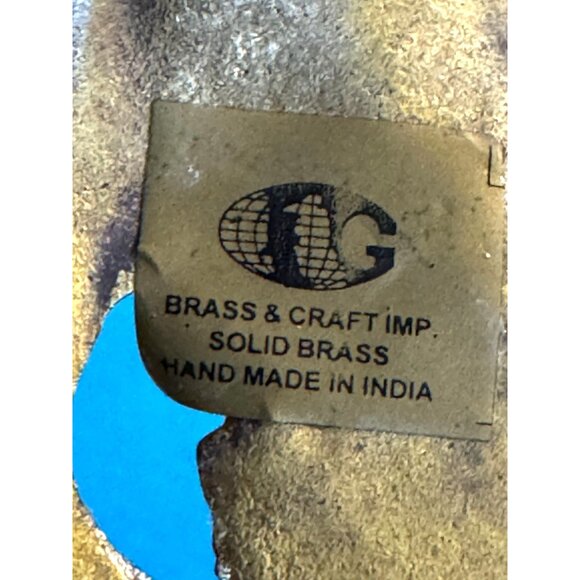 BRASS & CRAFT IMP.
SOLID BRASS
HAND MADE IN INDIA